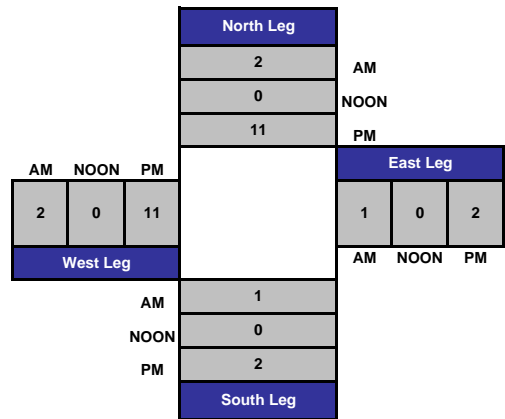 North Leg
2 AM
0 NOON
11 PM
East Leg
AM NOON PM
2 0 11
1 0 2
West Leg
AM NOON PM
AM 1
NOON 0
PM 2
South Leg